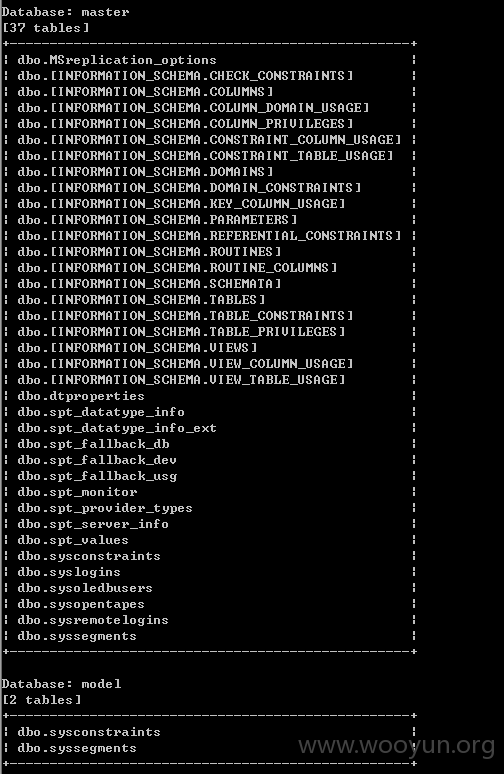 Database: master
[37 tables]
+--------------------------------------------------+
¦ dbo.MSreplication_options ¦
¦ dbo.[INFORMATION_SCHEMA.CHECK_CONSTRAINTS] ¦
¦ dbo.[INFORMATION_SCHEMA.COLUMNS] ¦
¦ dbo.[INFORMATION_SCHEMA.COLUMN_DOMAIN_USAGE] ¦
¦ dbo.[INFORMATION_SCHEMA.COLUMN_PRIVILEGES] ¦
¦ dbo.[INFORMATION_SCHEMA.CONSTRAINT_COLUMN_USAGE] ¦
¦ dbo.[INFORMATION_SCHEMA.CONSTRAINT_TABLE_USAGE] ¦
¦ dbo.[INFORMATION_SCHEMA.DOMAINS] ¦
¦ dbo.[INFORMATION_SCHEMA.DOMAIN_CONSTRAINTS] ¦
¦ dbo.[INFORMATION_SCHEMA.KEY_COLUMN_USAGE] ¦
¦ dbo.[INFORMATION_SCHEMA.PARAMETERS] ¦
¦ dbo.[INFORMATION_SCHEMA.REFERENTIAL_CONSTRAINTS] ¦
¦ dbo.[INFORMATION_SCHEMA.ROUTINES] ¦
¦ dbo.[INFORMATION_SCHEMA.ROUTINE_COLUMNS] ¦
¦ dbo.[INFORMATION_SCHEMA.SCHEMATA] ¦
¦ dbo.[INFORMATION_SCHEMA.TABLES] ¦
¦ dbo.[INFORMATION_SCHEMA.TABLE_CONSTRAINTS] ¦
¦ dbo.[INFORMATION_SCHEMA.TABLE_PRIVILEGES] ¦
¦ dbo.[INFORMATION_SCHEMA.VIEWS] ¦
¦ dbo.[INFORMATION_SCHEMA.VIEW_COLUMN_USAGE] ¦
¦ dbo.[INFORMATION_SCHEMA.VIEW_TABLE_USAGE] ¦
¦ dbo.dtproperties ¦
¦ dbo.spt_datatype_info ¦
¦ dbo.spt_datatype_info_ext ¦
¦ dbo.spt_fallback_db ¦
¦ dbo.spt_fallback_dev ¦
¦ dbo.spt_fallback_usg ¦
¦ dbo.spt_monitor ¦
¦ dbo.spt_provider_types ¦
¦ dbo.spt_server_info ¦
¦ dbo.spt_values ¦
¦ dbo.sysconstraints ¦
¦ dbo.syslogins ¦
¦ dbo.sysoledbusers ¦
¦ dbo.sysopentapes ¦
¦ dbo.sysremotelogins ¦
¦ dbo.syssegments ¦
+--------------------------------------------------+
Database: model
[2 tables]
+--------------------------------------------------+
¦ dbo.sysconstraints ¦
¦ dbo.syssegments ¦
+--------------------------------------------------+
www.wooyun.org